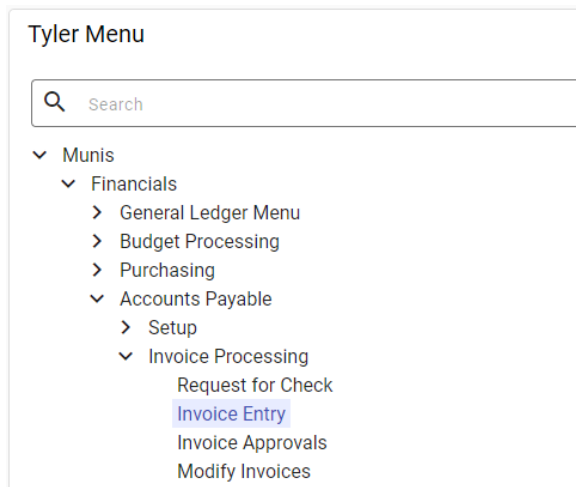 Tyler Menu
Search
Munis
Financials
General Ledger Menu
Budget Processing
Purchasing
Accounts Payable
Setup
Invoice Processing
Request for Check
Invoice Entry
Invoice Approvals
Modify Invoices